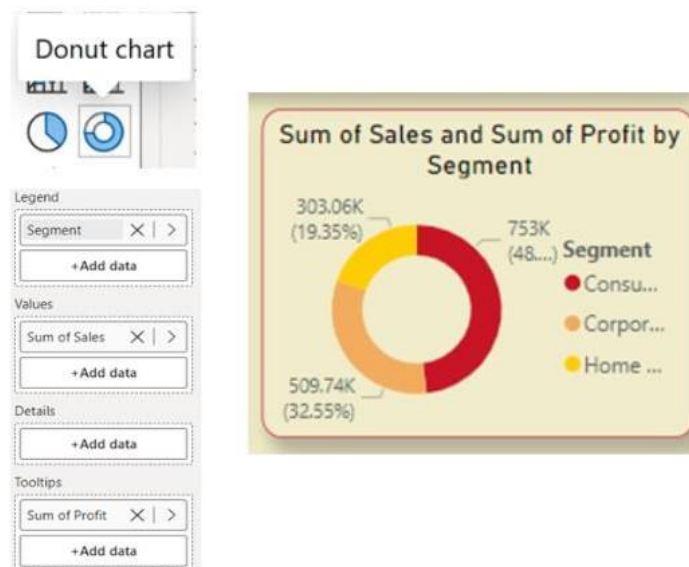 Donut chart
Legend
Segment
+Add data
Values
Sum of Sales
+Add data
Details
+Add data
Tooltips
Sum of Profit
+Add data
Sum of Sales and Sum of Profit by
Segment
303.06K
(19.35%)
753K
(48....)
509.74K
(32.55%)
Segment
Consu...
Corpor...
Home ...